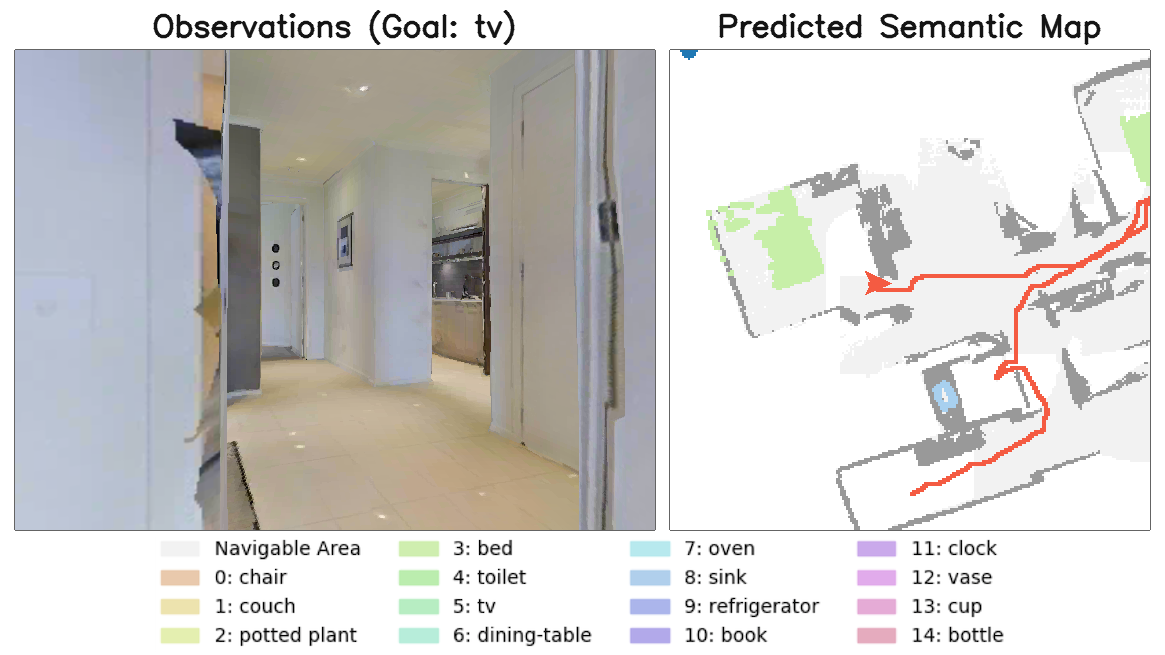 Observations (Goal: tv)
Predicted Semantic Map
Navigable Area
0: chair
1: couch
2: potted plant
3: bed
4: toilet
5: tv
6: dining-table
7: oven
8: sink
9: refrigerator
10: book
11: clock
12: vase
13: cup
14: bottle